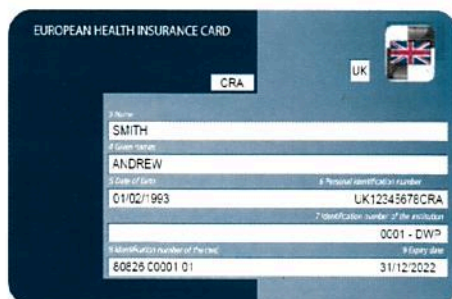 EUROPEAN HEALTH INSURANCE CARD
CRA
UK
3 Name
SMITH
4 Given names
ANDREW
5 Date of Birth 6 Personal identification number
01/02/1993 UK12345678CRA
7 Identification number of the institution
0001 - DWP
8 Identification number of the card 9 Expiry date
80826 00001 01 31/12/2022